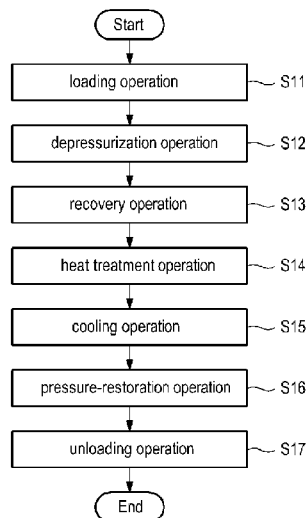 Start
loading operation S11
depressurization operation S12
recovery operation S13
heat treatment operation S14
cooling operation S15
pressure-restoration operation S16
unloading operation S17
End